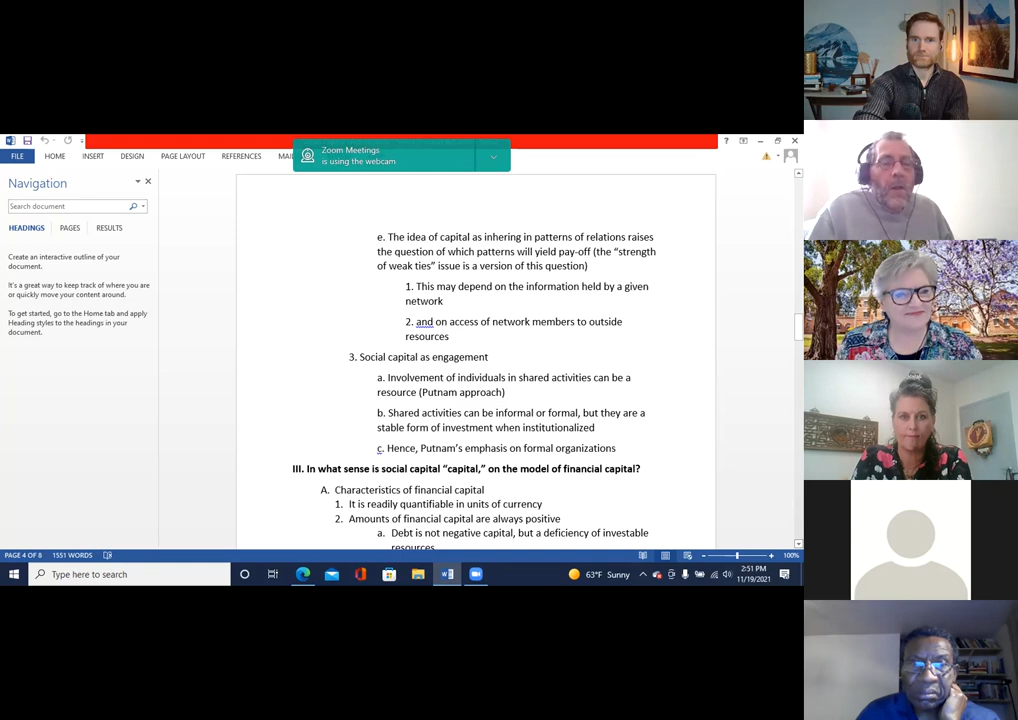 Zoom Meetings
is using the webcam
?
FILE HOME INSERT DESIGN PAGE LAYOUT REFERENCES MAI
Navigation
Search document
HEADINGS PAGES RESULTS
Create an interactive outline of your
document.
It's a great way to keep track of where you are
or quickly move your content around.
To get started, go to the Home tab and apply
Heading styles to the headings in your
document.
e. The idea of capital as inhering in patterns of relations raises
the question of which patterns will yield pay-off (the “strength
of weak ties” issue is a version of this question)
1. This may depend on the information held by a given
network
2. and on access of network members to outside
resources
3. Social capital as engagement
a. Involvement of individuals in shared activities can be a
resource (Putnam approach)
b. Shared activities can be informal or formal, but they are a
stable form of investment when institutionalized
c. Hence, Putnam’s emphasis on formal organizations
III. In what sense is social capital “capital,” on the model of financial capital?
A. Characteristics of financial capital
1. It is readily quantifiable in units of currency
2. Amounts of financial capital are always positive
a. Debt is not negative capital, but a deficiency of investable
resources
PAGE 4 OF 8 1551 WORDS 100%
Type here to search
63°F Sunny
2:51 PM
11/19/2021